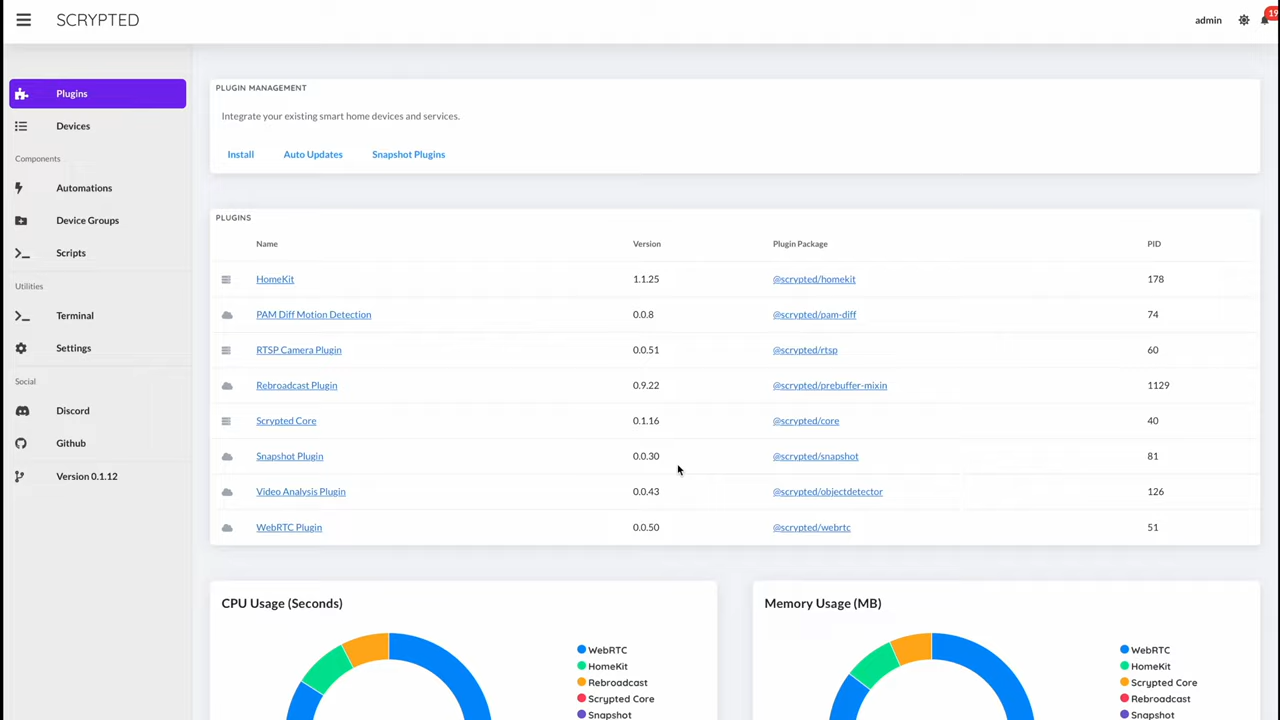 SCRYPTED
admin
19
Plugins
Devices
Components
Automations
Device Groups
Scripts
Utilities
Terminal
Settings
Social
Discord
Github
Version 0.1.12
PLUGIN MANAGEMENT
Integrate your existing smart home devices and services.
Install Auto Updates Snapshot Plugins
PLUGINS
Name Version Plugin Package PID
HomeKit 1.1.25 @scrypted/homekit 178
PAM Diff Motion Detection 0.0.8 @scrypted/pam-diff 74
RTSP Camera Plugin 0.0.51 @scrypted/rtsp 60
Rebroadcast Plugin 0.9.22 @scrypted/prebuffer-mixin 1129
Scrypted Core 0.1.16 @scrypted/core 40
Snapshot Plugin 0.0.30 @scrypted/snapshot 81
Video Analysis Plugin 0.0.43 @scrypted/objectdetector 126
WebRTC Plugin 0.0.50 @scrypted/webrtc 51
CPU Usage (Seconds)
WebRTC
HomeKit
Rebroadcast
Scrypted Core
Snapshot
Memory Usage (MB)
WebRTC
HomeKit
Scrypted Core
Rebroadcast
Snapshot